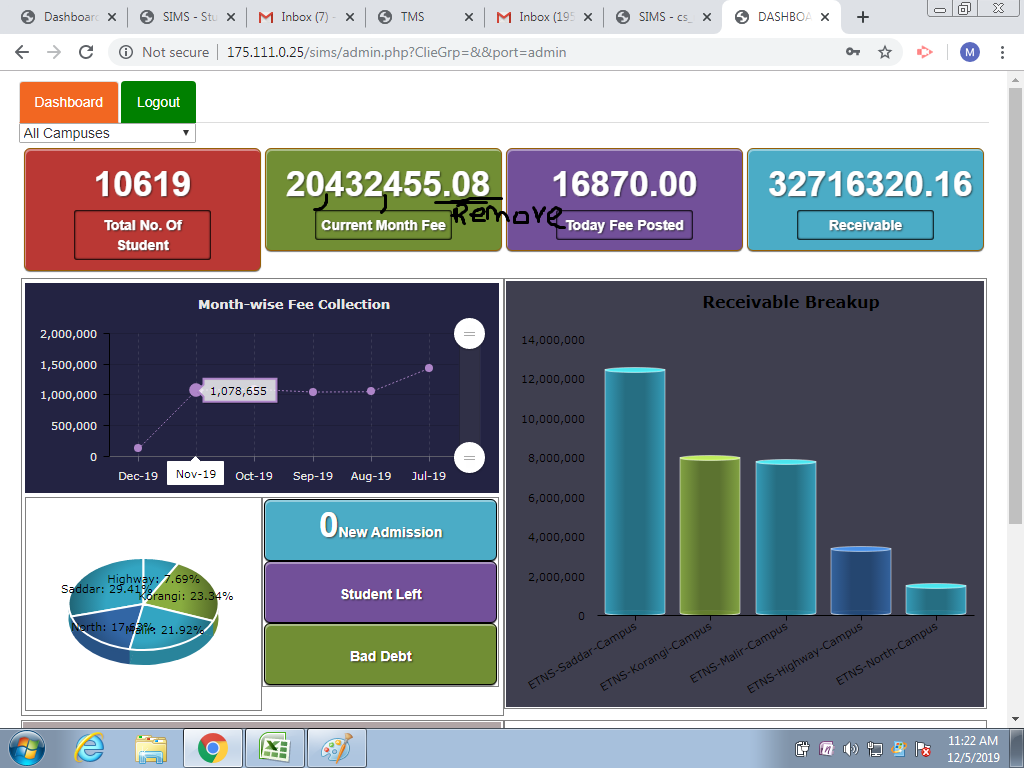 Dashboard
SIMS - Stu
Inbox (7) -
TMS
Inbox (195
SIMS - cs_
DASHBOA
Not secure
175.111.0.25/sims/admin.php?ClieGrp=&&port=admin
M
Dashboard
Logout
All Campuses
10619
Total No. Of
Student
20,432,455.08
Current Month Fee
Remove
16870.00
Today Fee Posted
32716320.16
Receivable
Month-wise Fee Collection
2,000,000
1,500,000
1,000,000
500,000
0
1,078,655
Dec-19
Nov-19
Oct-19
Sep-19
Aug-19
Jul-19
Receivable Breakup
14,000,000
12,000,000
10,000,000
8,000,000
6,000,000
4,000,000
2,000,000
0
ETNS-Saddar-Campus
ETNS-Korangi-Campus
ETNS-Malir-Campus
ETNS-Highway-Campus
ETNS-North-Campus
Highway: 7.69%
Saddar: 29.41%
Korangi: 23.34%
Malir: 21.92%
0 New Admission
Student Left
Bad Debt
11:22 AM
12/5/2019